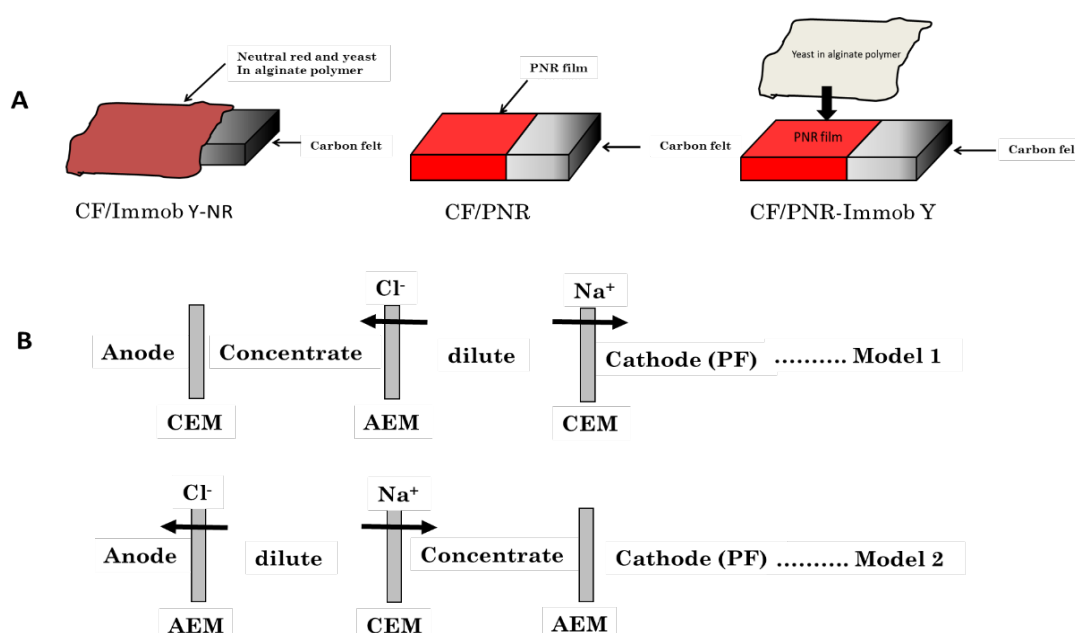 A
Neutral red and yeast
In alginate polymer
Carbon felt
CF/Immob Y-NR
PNR film
Carbon felt
CF/PNR
Yeast in alginate polymer
PNR film
Carbon fel
CF/PNR-Immob Y
B
Cl-
Na+
Anode
Concentrate
dilute
Cathode (PF) .......... Model 1
CEM
AEM
CEM
Cl-
Na+
Anode
dilute
Concentrate
Cathode (PF) .......... Model 2
AEM
CEM
AEM